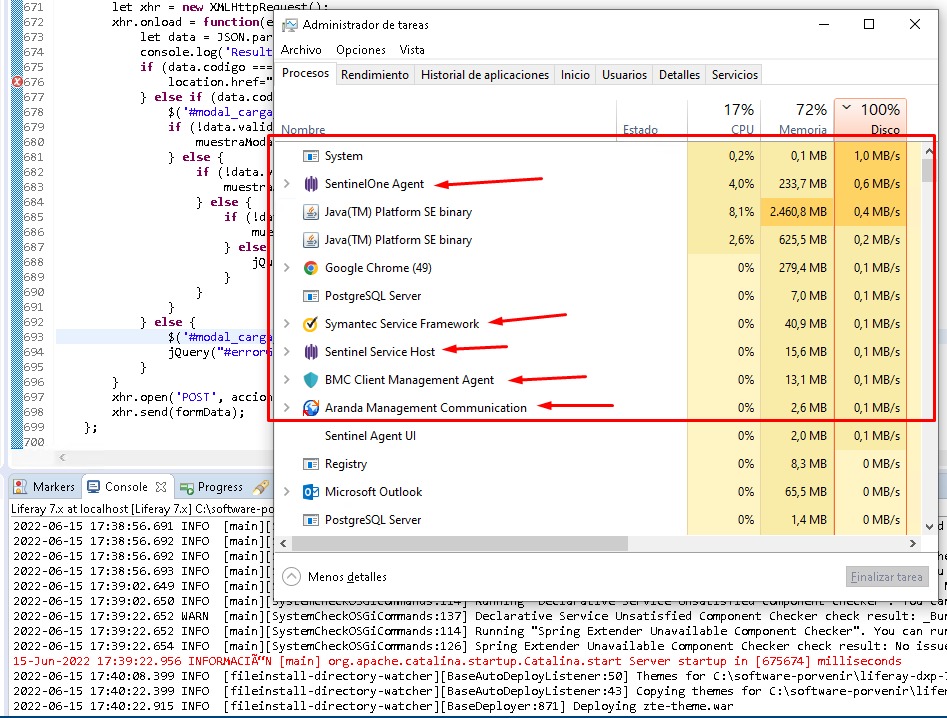 671 let xhr = new XMLHttpRequest();
672 xhr.onload = function(e
673 let data = JSON.par
674 console.log('Result
675 if (data.codigo ===
676 location.href="
677 } else if (data.cod
678 $('#modal_carga
679 if (!data.valid
680 muestraModa
681 } else {
682 if (!data.v
683 muestra
684 } else {
685 if (!da
686 mue
687 } else
688 jQu
689 }
690 }
691 }
692 } else {
693 $('#modal_carga
694 jQuery("#error
695 }
696 }
697 xhr.open('POST', accion
698 xhr.send(formData);
699 };
700
Administrador de tareas
Archivo Opciones Vista
Procesos Rendimiento Historial de aplicaciones Inicio Usuarios Detalles Servicios
17% 72% 100%
Nombre Estado CPU Memoria Disco
System 0,2% 0,1 MB 1,0 MB/s
SentinelOne Agent 4,0% 233,7 MB 0,6 MB/s
Java(TM) Platform SE binary 8,1% 2.460,8 MB 0,4 MB/s
Java(TM) Platform SE binary 2,6% 625,5 MB 0,2 MB/s
Google Chrome (49) 0% 279,4 MB 0,1 MB/s
PostgreSQL Server 0% 7,0 MB 0,1 MB/s
Symantec Service Framework 0% 40,9 MB 0,1 MB/s
Sentinel Service Host 0% 15,6 MB 0,1 MB/s
BMC Client Management Agent 0% 13,1 MB 0,1 MB/s
Aranda Management Communication 0% 2,6 MB 0,1 MB/s
Sentinel Agent UI 0% 2,0 MB 0,1 MB/s
Registry 0% 8,3 MB 0 MB/s
Microsoft Outlook 0% 65,5 MB 0 MB/s
PostgreSQL Server 0% 1,4 MB 0 MB/s
Menos detalles Finalizar tarea
Markers Console Progress
Liferay 7.x at localhost [Liferay 7.x] C:\software-po
2022-06-15 17:38:56.691 INFO [main][
2022-06-15 17:38:56.692 INFO [main][
2022-06-15 17:38:56.692 INFO [main][
2022-06-15 17:38:56.693 INFO [main][
2022-06-15 17:39:02.649 INFO [main][
2022-06-15 17:39:02.650 INFO [main][SystemCheckOSGiCommands:114] Running "Declarative Service Unsatisfied Component Checker". You can
2022-06-15 17:39:22.652 WARN [main][SystemCheckOSGiCommands:137] Declarative Service Unsatisfied Component Checker check result: _Bun
2022-06-15 17:39:22.652 INFO [main][SystemCheckOSGiCommands:114] Running "Spring Extender Unavailable Component Checker". You can run
2022-06-15 17:39:22.654 INFO [main][SystemCheckOSGiCommands:126] Spring Extender Unavailable Component Checker check result: No issue
15-Jun-2022 17:39:22.956 INFORMACIÃ“N [main] org.apache.catalina.startup.Catalina.start Server startup in [675674] milliseconds
2022-06-15 17:40:08.399 INFO [fileinstall-directory-watcher][BaseAutoDeployListener:50] Themes for C:\software-porvenir\liferay-dxp-7
2022-06-15 17:40:22.399 INFO [fileinstall-directory-watcher][BaseAutoDeployListener:43] Copying themes for C:\software-porvenir\lifer
2022-06-15 17:40:22.915 INFO [fileinstall-directory-watcher][BaseDeployer:871] Deploying zte-theme.war